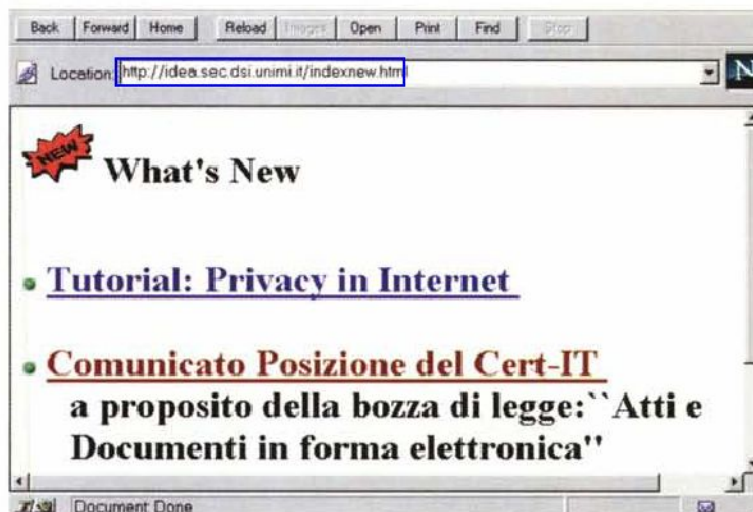 Back Forward Home Reload Images Open Print Find Stop
Location: http://idea.sec.dsi.unimi.it/indexnew.html
N
NEW
What's New
Tutorial: Privacy in Internet
Comunicato Posizione del Cert-IT
a proposito della bozza di legge:``Atti e
Documenti in forma elettronica''
Document Done